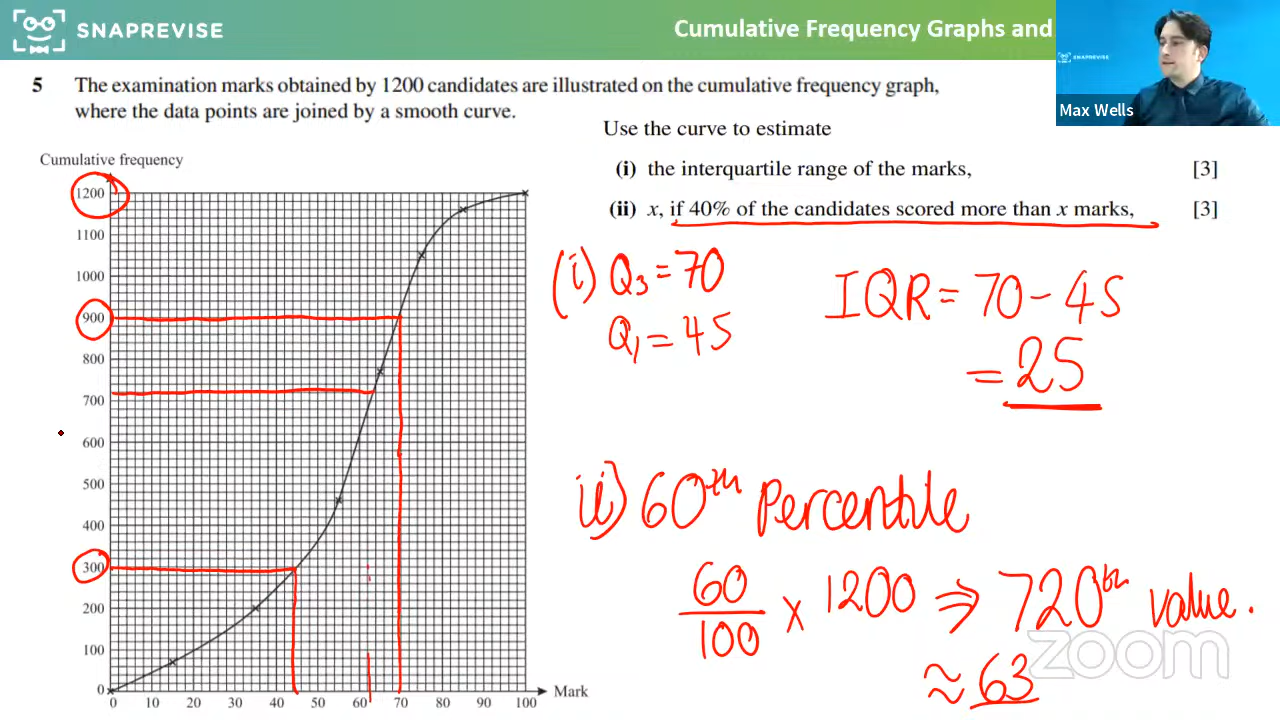 SNAPREVISE
Cumulative Frequency Graphs and
SNAPREVISE
Max Wells
5 The examination marks obtained by 1200 candidates are illustrated on the cumulative frequency graph,
where the data points are joined by a smooth curve.
Use the curve to estimate
(i) the interquartile range of the marks, [3]
(ii) x, if 40% of the candidates scored more than x marks, [3]
Cumulative frequency
1200
1100
1000
900
800
700
600
500
400
300
200
100
0
0 10 20 30 40 50 60 70 80 90 100
Mark
(i) Q3 = 70
Q1 = 45
IQR = 70 - 45
= 25
ii) 60th Percentile
60/100 × 1200 ⇒ 720th value.
≈ 63
zoom